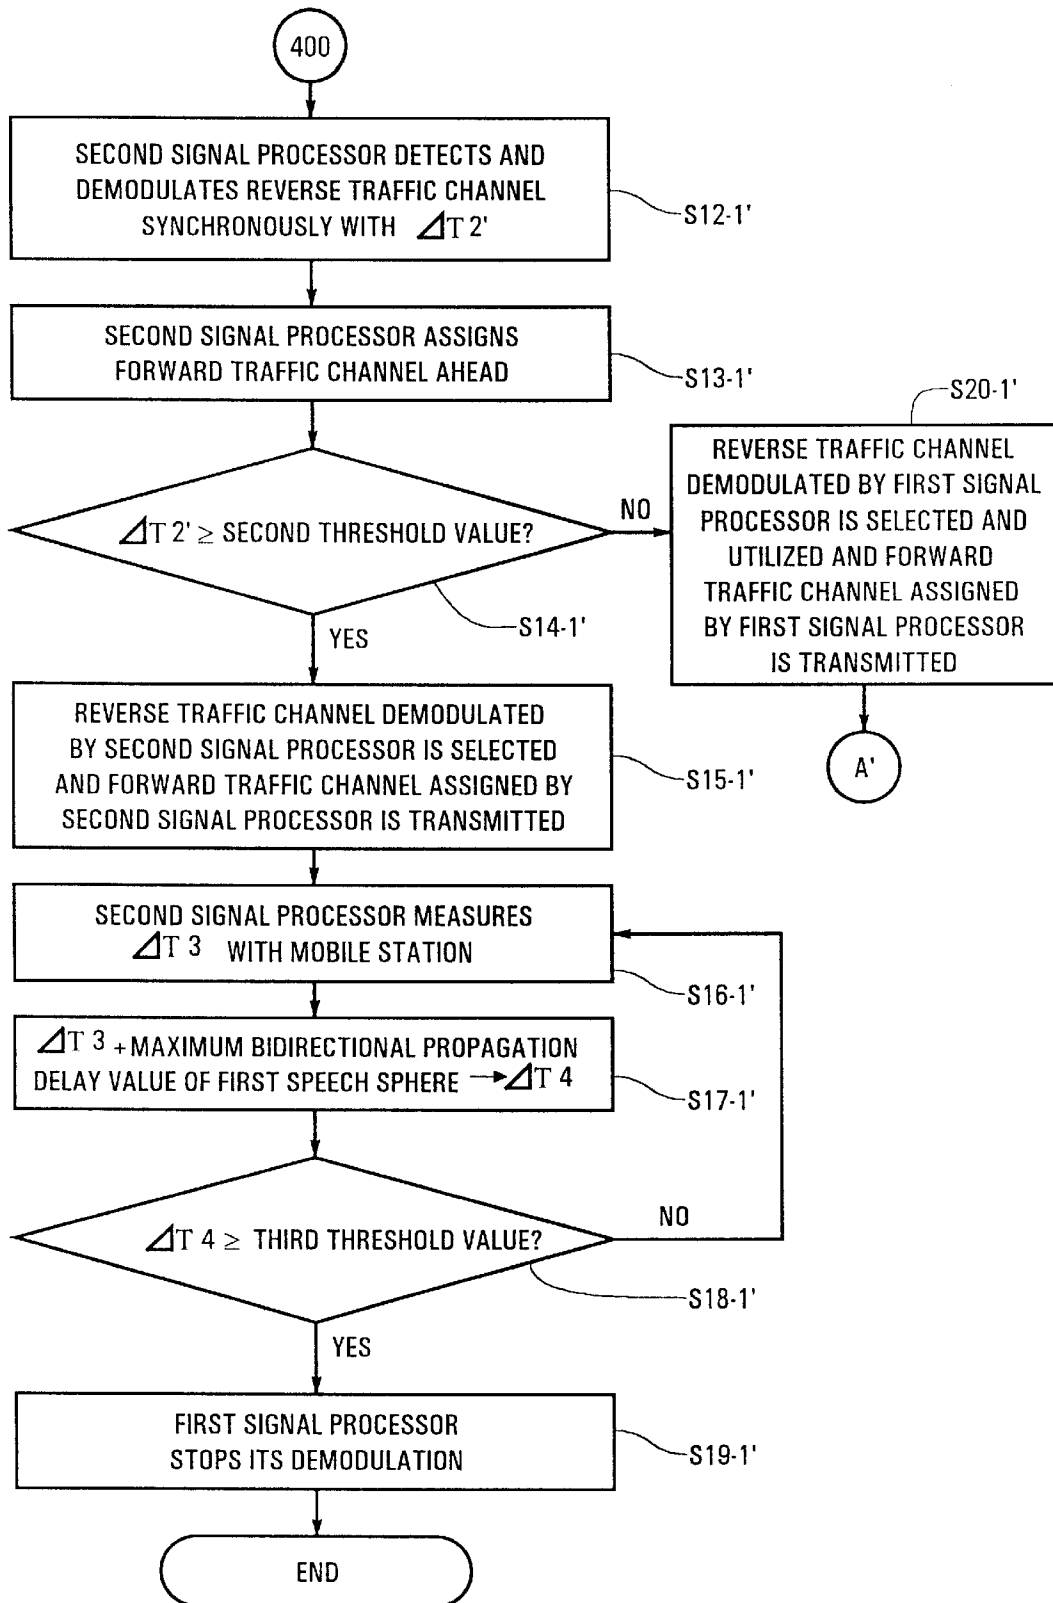 400
SECOND SIGNAL PROCESSOR DETECTS AND
DEMODULATES REVERSE TRAFFIC CHANNEL
SYNCHRONOUSLY WITH ⊿T 2'
S12-1'
SECOND SIGNAL PROCESSOR ASSIGNS
FORWARD TRAFFIC CHANNEL AHEAD
S13-1'
⊿T 2' ≥ SECOND THRESHOLD VALUE?
NO
S14-1'
YES
S20-1'
REVERSE TRAFFIC CHANNEL
DEMODULATED BY FIRST SIGNAL
PROCESSOR IS SELECTED AND
UTILIZED AND FORWARD
TRAFFIC CHANNEL ASSIGNED
BY FIRST SIGNAL PROCESSOR
IS TRANSMITTED
A'
REVERSE TRAFFIC CHANNEL DEMODULATED
BY SECOND SIGNAL PROCESSOR IS SELECTED
AND FORWARD TRAFFIC CHANNEL ASSIGNED BY
SECOND SIGNAL PROCESSOR IS TRANSMITTED
S15-1'
SECOND SIGNAL PROCESSOR MEASURES
⊿T 3 WITH MOBILE STATION
S16-1'
⊿T 3 + MAXIMUM BIDIRECTIONAL PROPAGATION
DELAY VALUE OF FIRST SPEECH SPHERE → ⊿T 4
S17-1'
⊿T 4 ≥ THIRD THRESHOLD VALUE?
NO
S18-1'
YES
FIRST SIGNAL PROCESSOR
STOPS ITS DEMODULATION
S19-1'
END